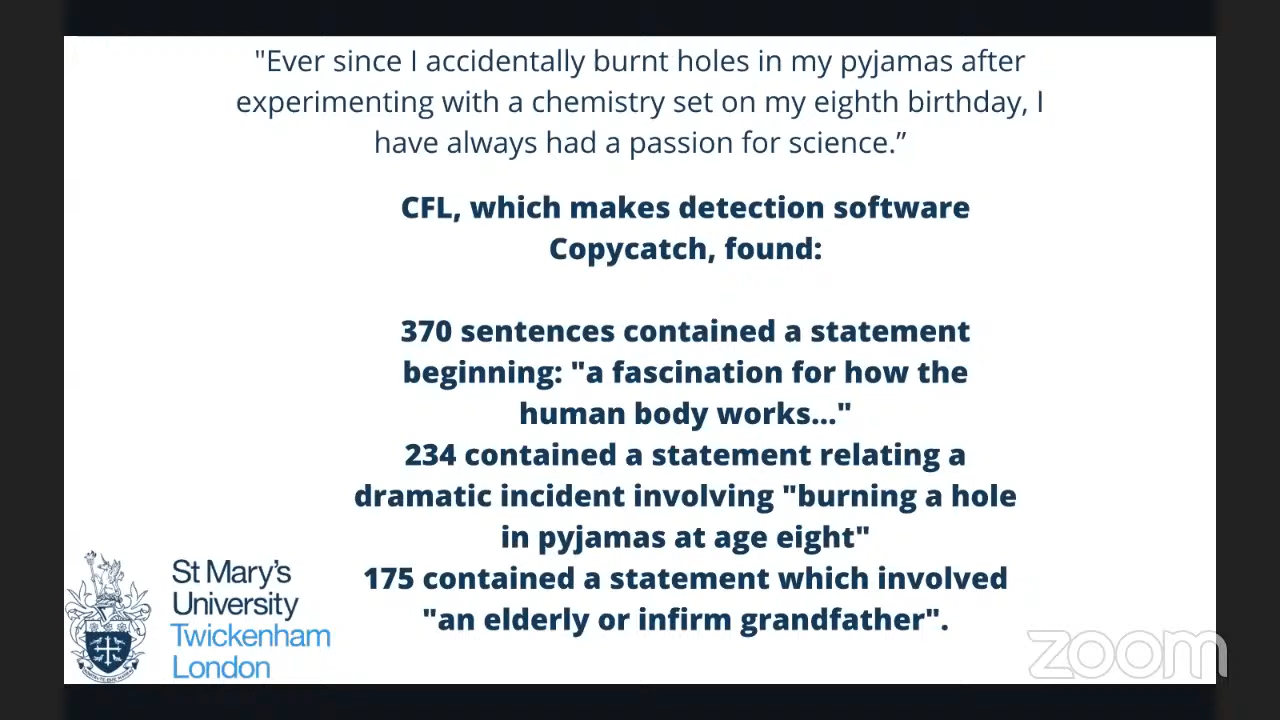 "Ever since I accidentally burnt holes in my pyjamas after
experimenting with a chemistry set on my eighth birthday, I
have always had a passion for science.”
CFL, which makes detection software
Copycatch, found:
370 sentences contained a statement
beginning: "a fascination for how the
human body works..."
234 contained a statement relating a
dramatic incident involving "burning a hole
in pyjamas at age eight"
175 contained a statement which involved
"an elderly or infirm grandfather".
St Mary's
University
Twickenham
London
zoom